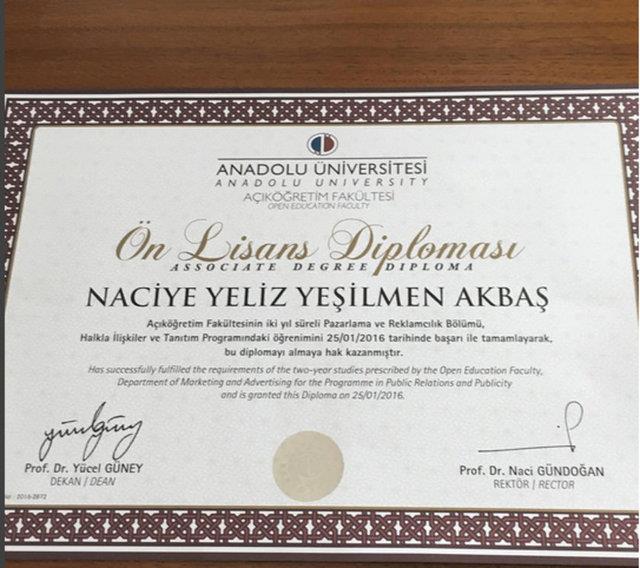 ANADOLU ÜNİVERSİTESİ
ANADOLU UNIVERSITY
AÇIKÖĞRETİM FAKÜLTESİ
OPEN EDUCATION FACULTY
Ön Lisans Diploması
ASSOCIATE DEGREE DIPLOMA
NACİYE YELİZ YEŞİLMEN AKBAŞ
Açıköğretim Fakültesinin iki yıl süreli Pazarlama ve Reklamcılık Bölümü,
Halkla İlişkiler ve Tanıtım Programındaki öğrenimini 25/01/2016 tarihinde başarı ile tamamlayarak,
bu diplomayı almaya hak kazanmıştır.
Has successfully fulfilled the requirements of the two-year studies prescribed by the Open Education Faculty,
Department of Marketing and Advertising for the Programme in Public Relations and Publicity
and is granted this Diploma on 25/01/2016.
Prof. Dr. Yücel GÜNEY
DEKAN / DEAN
Prof. Dr. Naci GÜNDOĞAN
REKTÖR / RECTOR
: 2016-2872